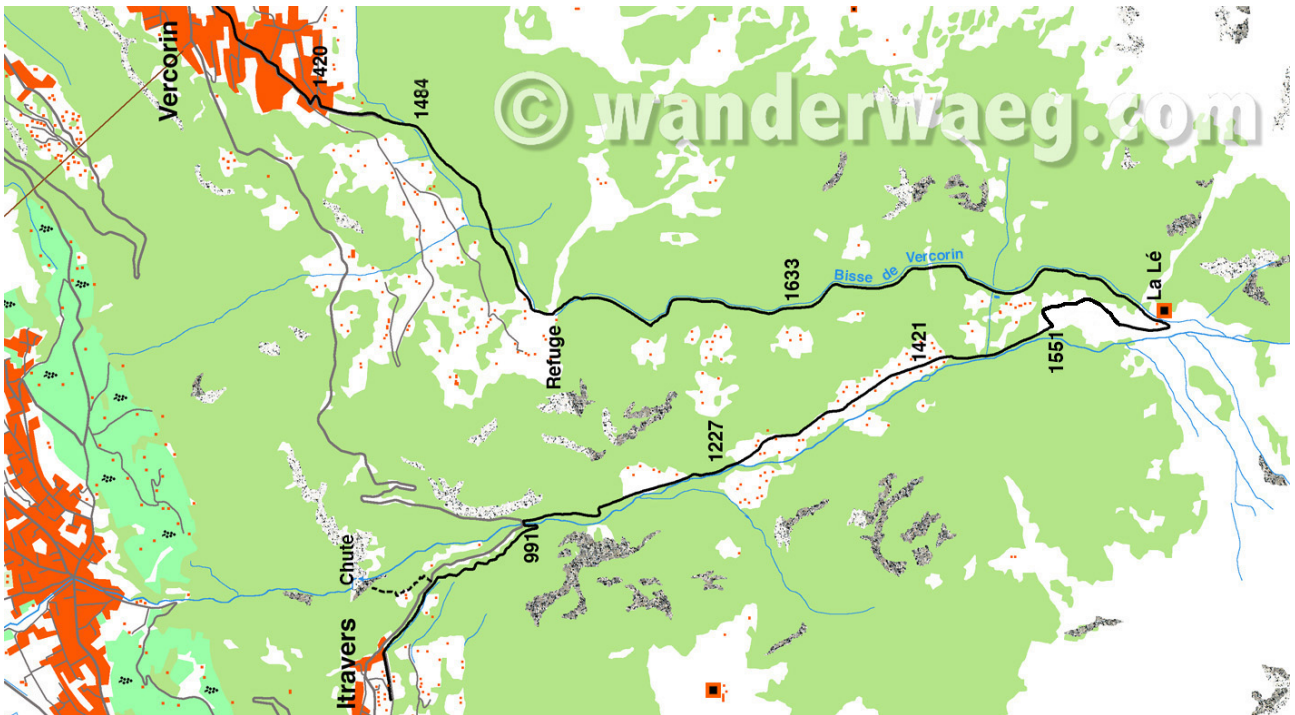 © wanderwaeg.com
Vercorin
1420
1484
Bisse de Vercorin
1633
La Lé
Refuge
1421
1551
1227
991
Chute
Itravers